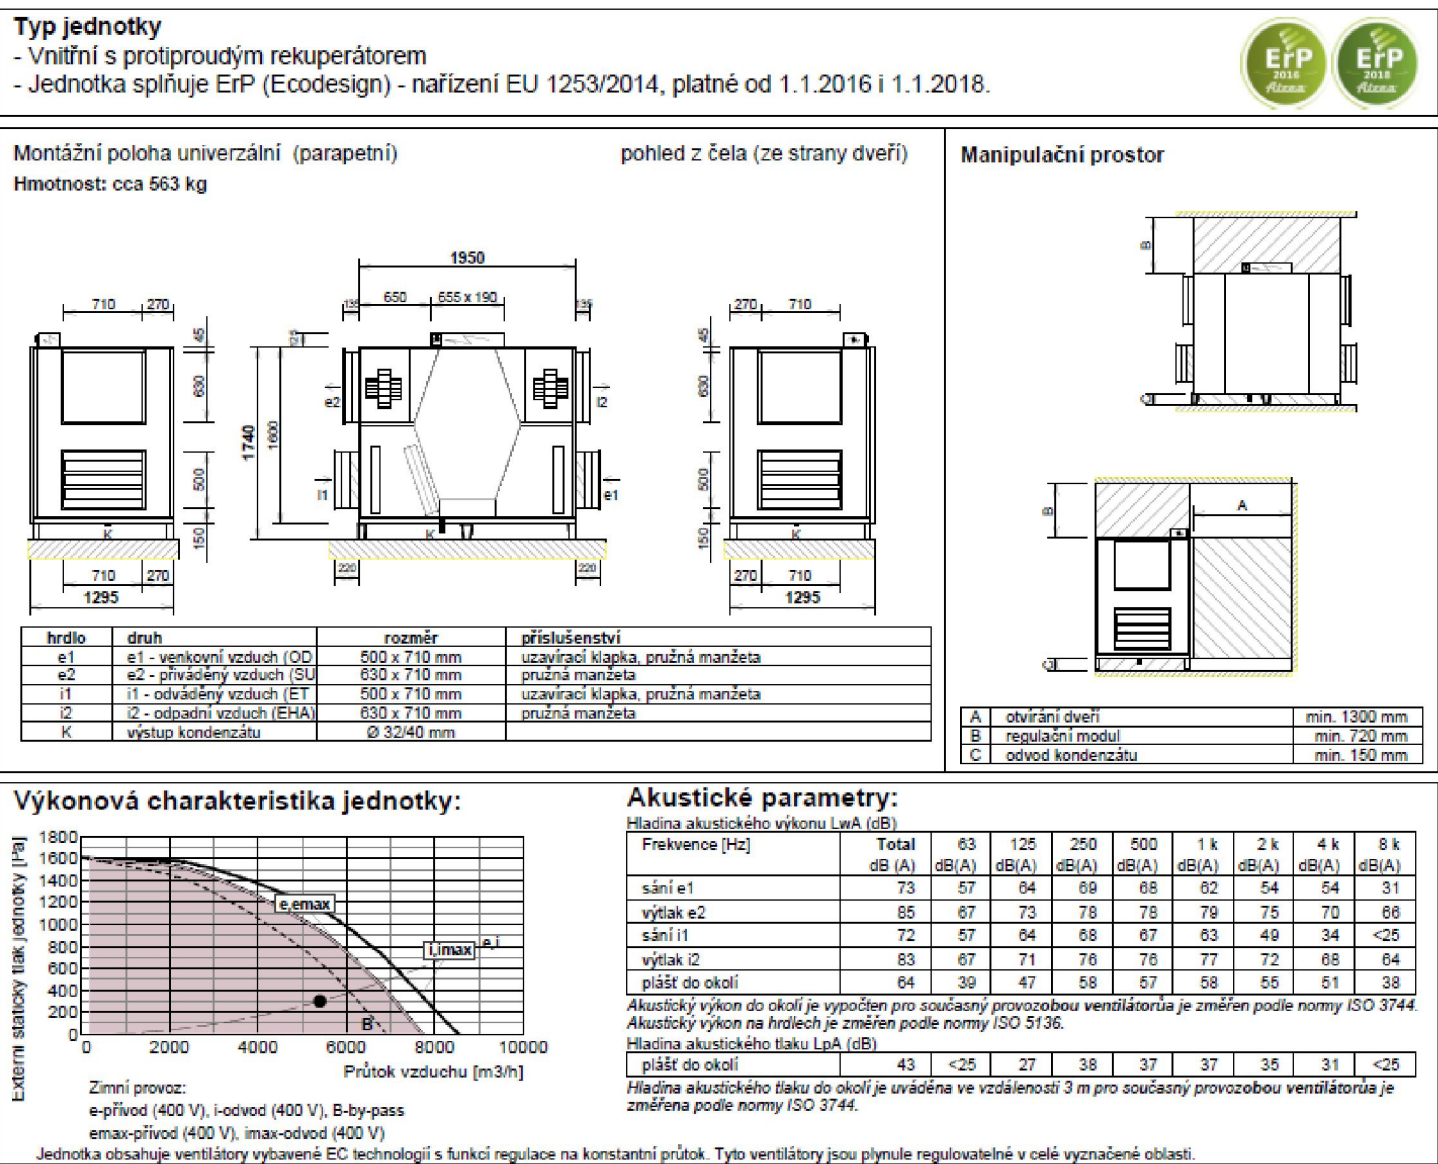 Typ jednotky
- Vnitřní s protiproudým rekuperátorem
- Jednotka splňuje ErP (Ecodesign) - nařízení EU 1253/2014, platné od 1.1.2016 i 1.1.2018.
ErP
2016
Atrea
ErP
2018
Atrea
Montážní poloha univerzální (parapetní)
pohled z čela (ze strany dveří)
Hmotnost: cca 563 kg
Manipulační prostor
1950
710 270
135 650 655 x 190 135
270 710
45
125
45
630
e2
i2
630
1740
1600
500
i1
e1
500
K
K
K
150
150
710 270
220
220
270 710
1295
1295
B
C
B
A
C
hrdlo druh rozměr příslušenství
e1 e1 - venkovní vzduch (OD 500 x 710 mm uzavírací klapka, pružná manžeta
e2 e2 - přiváděný vzduch (SU 630 x 710 mm pružná manžeta
i1 i1 - odváděný vzduch (ET 500 x 710 mm uzavírací klapka, pružná manžeta
i2 i2 - odpadní vzduch (EHA) 630 x 710 mm pružná manžeta
K výstup kondenzátu Ø 32/40 mm
A otvírání dveří min. 1300 mm
B regulační modul min. 720 mm
C odvod kondenzátu min. 150 mm
Výkonová charakteristika jednotky:
Externí statický tlak jednotky [Pa]
1800
1600
1400
1200
1000
800
600
400
200
0
e,emax
i,imax
e,i
B
0 2000 4000 6000 8000 10000
Průtok vzduchu [m3/h]
Zimní provoz:
e-přívod (400 V), i-odvod (400 V), B-by-pass
emax-přívod (400 V), imax-odvod (400 V)
Akustické parametry:
Hladina akustického výkonu LwA (dB)
Frekvence [Hz] Total 63 125 250 500 1 k 2 k 4 k 8 k
dB (A) dB(A) dB(A) dB(A) dB(A) dB(A) dB(A) dB(A) dB(A)
sání e1 73 57 64 69 68 62 54 54 31
výtlak e2 85 67 73 78 78 79 75 70 66
sání i1 72 57 64 68 67 63 49 34 <25
výtlak i2 83 67 71 76 76 77 72 68 64
plášť do okolí 64 39 47 58 57 58 55 51 38
Akustický výkon do okolí je vypočten pro současný provozobou ventilátorůa je změřen podle normy ISO 3744.
Akustický výkon na hrdlech je změřen podle normy ISO 5136.
Hladina akustického tlaku LpA (dB)
plášť do okolí 43 <25 27 38 37 37 35 31 <25
Hladina akustického tlaku do okolí je uváděna ve vzdálenosti 3 m pro současný provozobou ventilátorůa je
změřena podle normy ISO 3744.
Jednotka obsahuje ventilátory vybavené EC technologií s funkcí regulace na konstantní průtok. Tyto ventilátory jsou plynule regulovatelné v celé vyznačené oblasti.